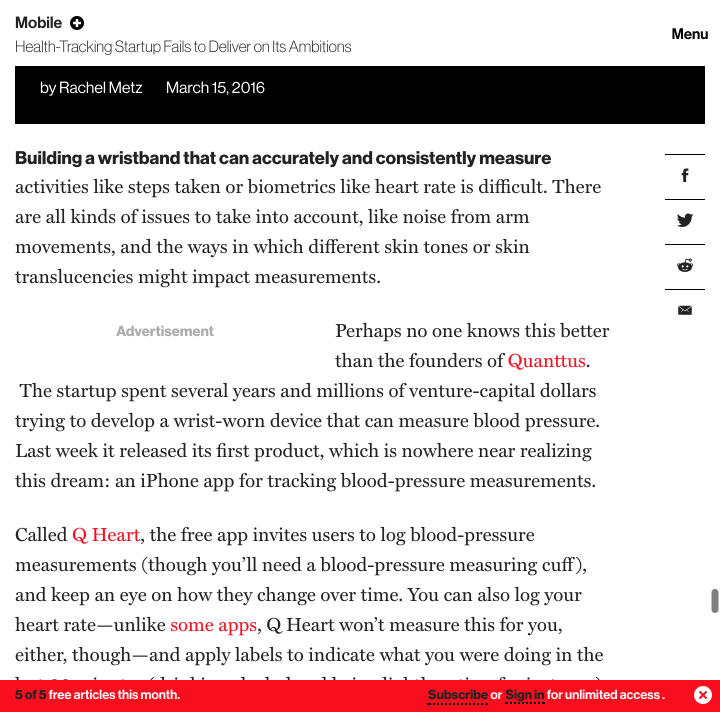 Mobile
Menu
Health-Tracking Startup Fails to Deliver on Its Ambitions
by Rachel Metz March 15, 2016
Building a wristband that can accurately and consistently measure
activities like steps taken or biometrics like heart rate is difficult. There
are all kinds of issues to take into account, like noise from arm
movements, and the ways in which different skin tones or skin
translucencies might impact measurements.
Advertisement
Perhaps no one knows this better
than the founders of Quanttus.
The startup spent several years and millions of venture-capital dollars
trying to develop a wrist-worn device that can measure blood pressure.
Last week it released its first product, which is nowhere near realizing
this dream: an iPhone app for tracking blood-pressure measurements.
Called Q Heart, the free app invites users to log blood-pressure
measurements (though you’ll need a blood-pressure measuring cuff),
and keep an eye on how they change over time. You can also log your
heart rate—unlike some apps, Q Heart won’t measure this for you,
either, though—and apply labels to indicate what you were doing in the
5 of 5 free articles this month.
Subscribe or Sign in for unlimited access .